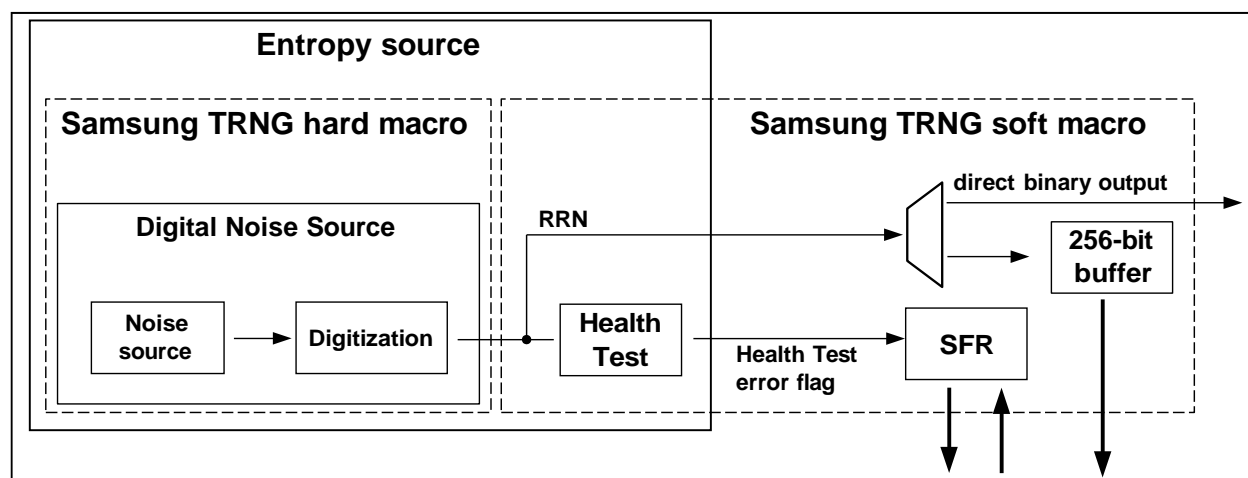 Entropy source
Samsung TRNG hard macro
Samsung TRNG soft macro
direct binary output
Digital Noise Source
RRN
256-bit
buffer
Noise
source
Digitization
Health
Test
Health Test
error flag
SFR